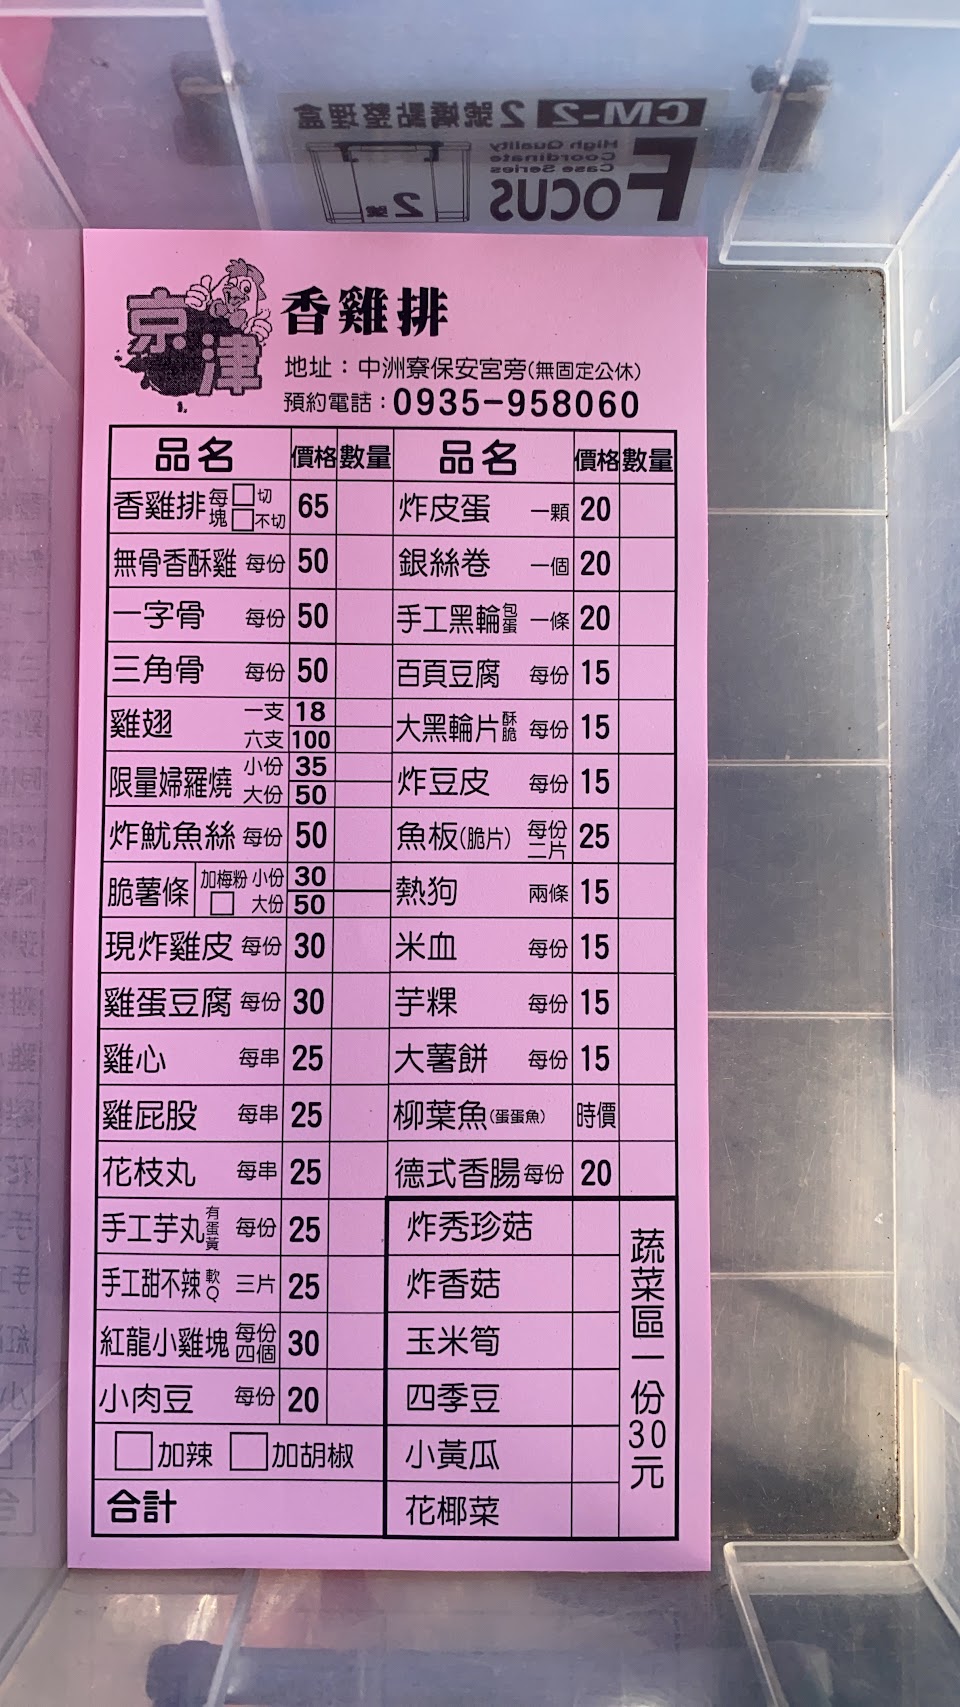 CM-2 2號嬌點整理盒
FOCUS
High Quality
Coordinate
Case Series
2號
京津
香雞排
地址：中洲寮保安宮旁(無固定公休)
預約電話：0935-958060
品名 價格 數量 品名 價格 數量
香雞排 每塊 □切 □不切 65 炸皮蛋 一顆 20
無骨香酥雞 每份 50 銀絲卷 一個 20
一字骨 每份 50 手工黑輪 包蛋 一條 20
三角骨 每份 50 百頁豆腐 每份 15
雞翅 一支 18 六支 100 大黑輪片 酥脆 每份 15
限量婦羅燒 小份 35 大份 50 炸豆皮 每份 15
炸魷魚絲 每份 50 魚板(脆片) 每份二片 25
脆薯條 加梅粉 □ 小份 30 大份 50 熱狗 兩條 15
現炸雞皮 每份 30 米血 每份 15
雞蛋豆腐 每份 30 芋粿 每份 15
雞心 每串 25 大薯餅 每份 15
雞屁股 每串 25 柳葉魚(蛋蛋魚) 時價
花枝丸 每串 25 德式香腸 每份 20
手工芋丸 有蛋黃 每份 25 炸秀珍菇
手工甜不辣 軟Q 三片 25 炸香菇
紅龍小雞塊 每份四個 30 玉米筍
小肉豆 每份 20 四季豆
□加辣 □加胡椒 小黃瓜
合計 花椰菜
蔬菜區一份30元